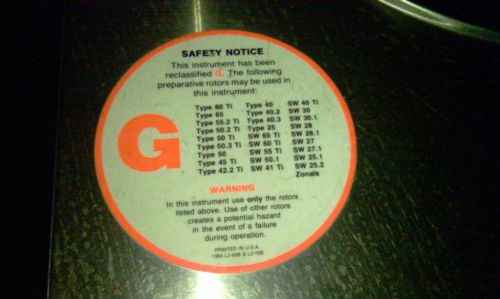 SAFETY NOTICE
This instrument has been
reclassified G. The following
preparative rotors may be used in
this instrument:
G
Type 80 Ti Type 40 SW 40 Ti
Type 65 Type 40.2 SW 30
Type 55.2 Ti Type 40.3 SW 30.1
Type 50.2 Ti Type 25 SW 28
Type 50 Ti SW 65 Ti SW 28.1
Type 50.3 Ti SW 60 Ti SW 27
Type 50 SW 55 Ti SW 27.1
Type 45 Ti SW 50.1 SW 25.1
Type 42.2 Ti SW 41 Ti SW 25.2
Zonals
WARNING
In this instrument use only the rotors
listed above. Use of other rotors
creates a potential hazard
in the event of a failure
during operation.
PRINTED IN U.S.A.